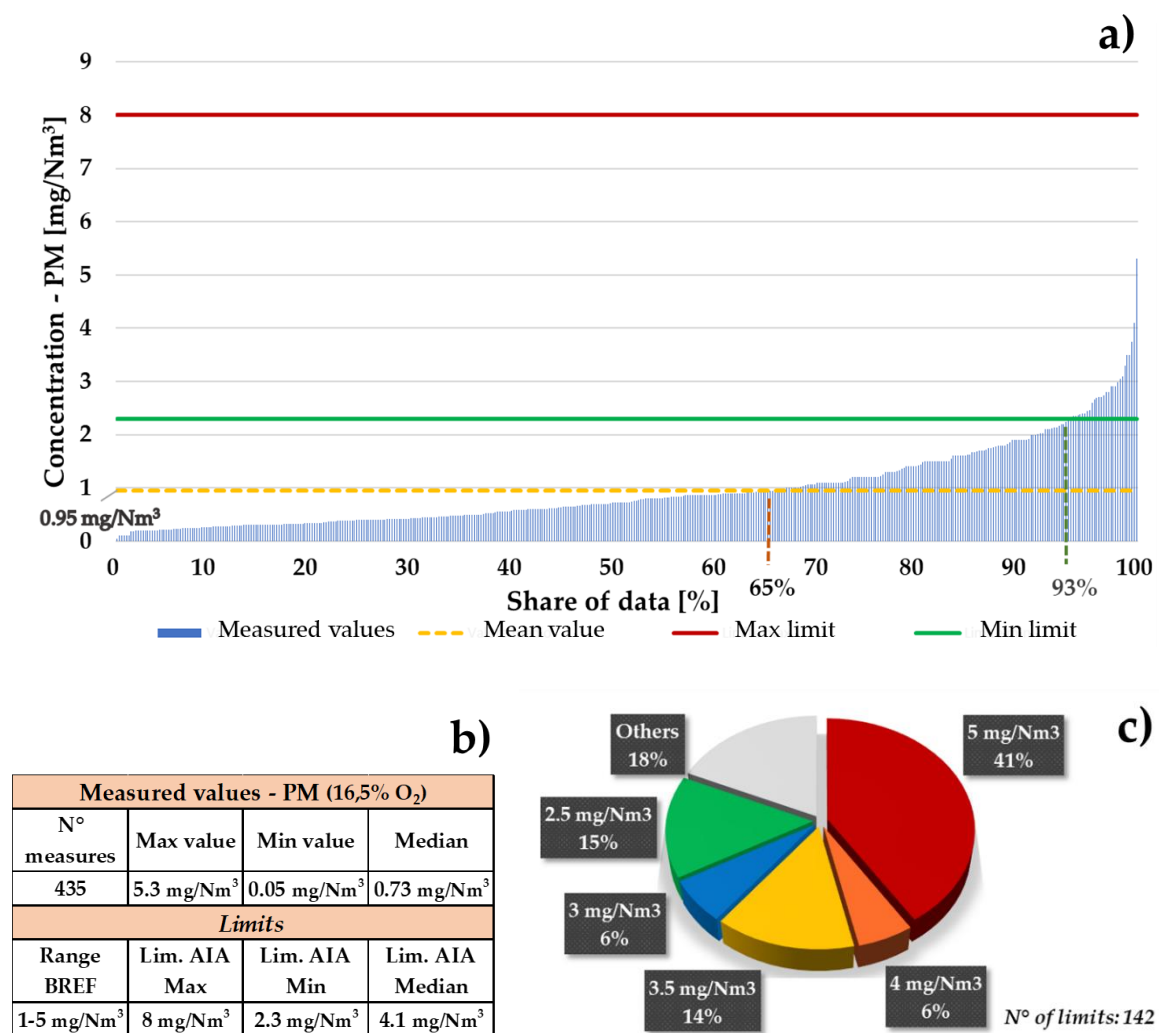 a)
Concentration - PM [mg/Nm³]
9
8
7
6
5
4
3
2
1
0.95 mg/Nm³
0
0 10 20 30 40 50 60 70 80 90 100
65% 93%
Share of data [%]
Measured values Mean value Max limit Min limit
b)
Measured values - PM (16,5% O₂)
N° measures Max value Min value Median
435 5.3 mg/Nm³ 0.05 mg/Nm³ 0.73 mg/Nm³
Limits
Range BREF Lim. AIA Max Lim. AIA Min Lim. AIA Median
1-5 mg/Nm³ 8 mg/Nm³ 2.3 mg/Nm³ 4.1 mg/Nm³
c)
Others
18%
5 mg/Nm3
41%
2.5 mg/Nm3
15%
3 mg/Nm3
6%
3.5 mg/Nm3
14%
4 mg/Nm3
6%
N° of limits: 142